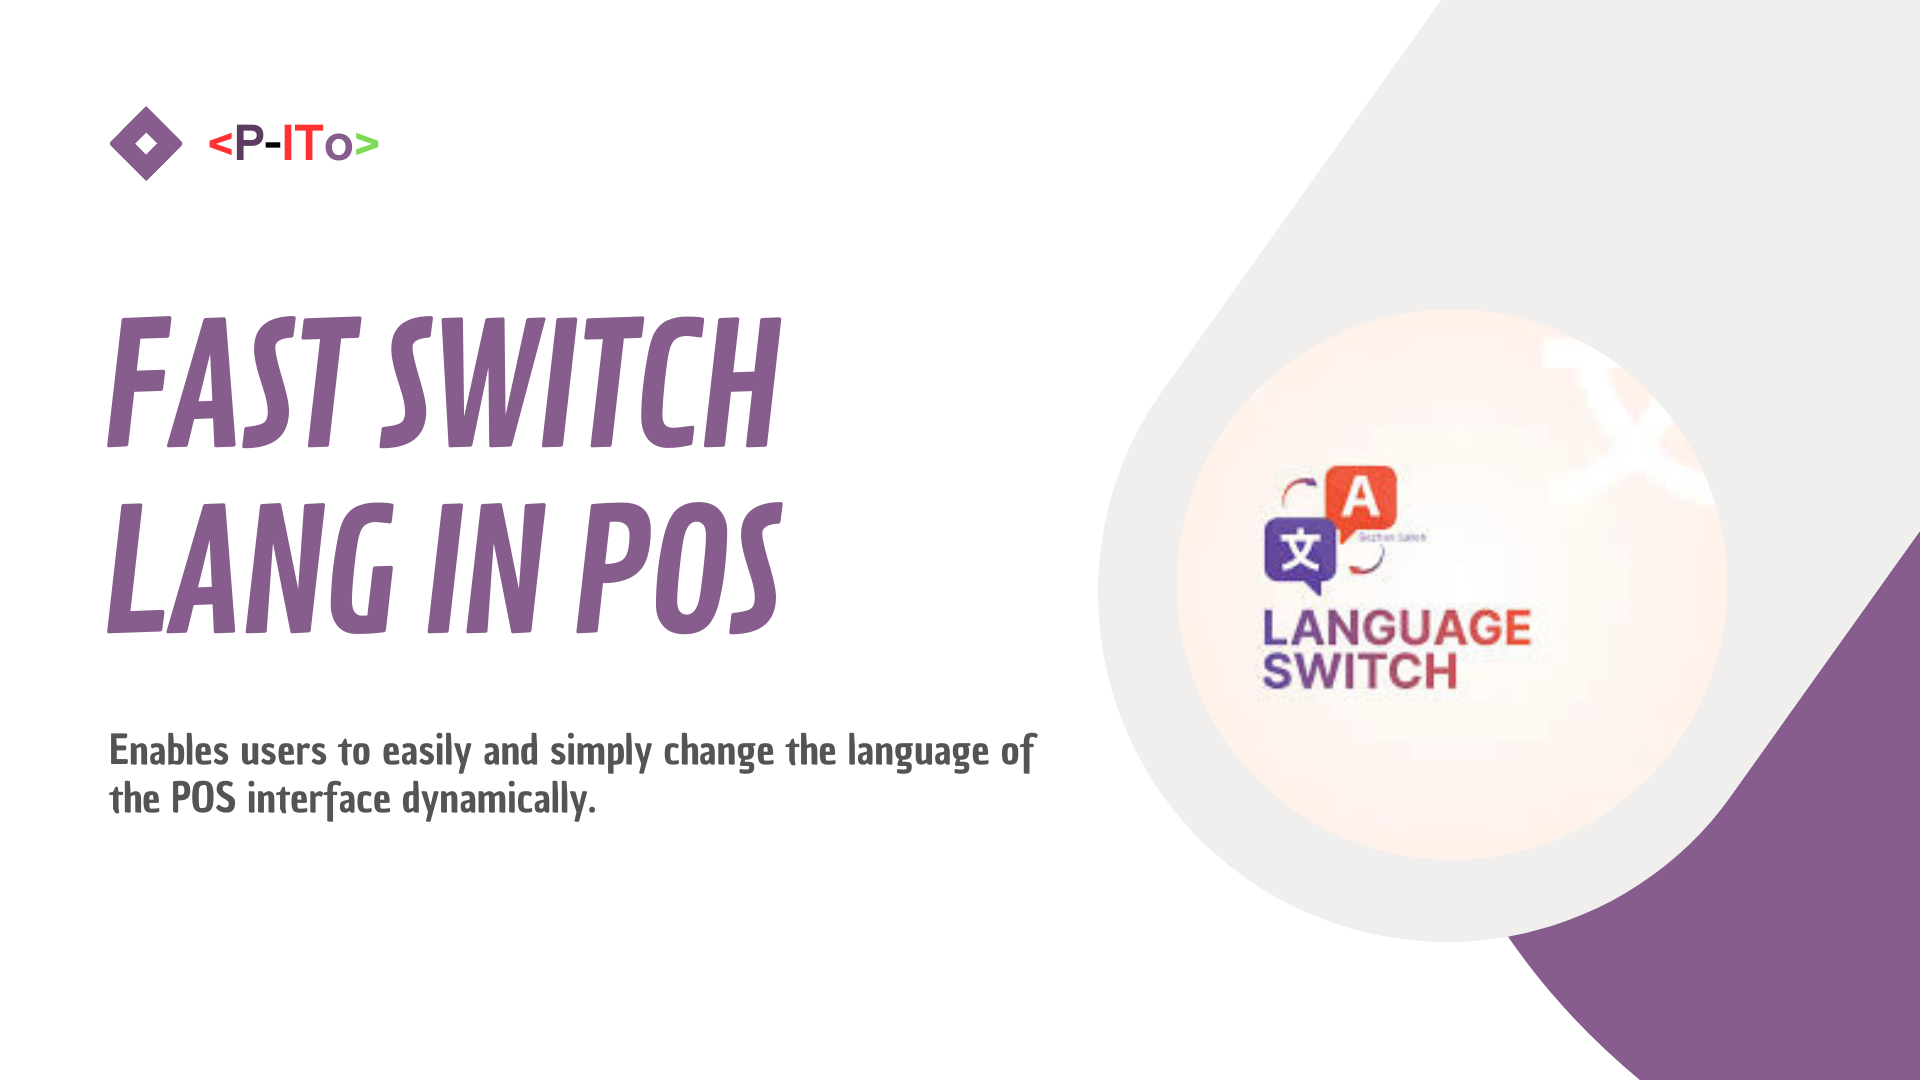 <P-ITo>
FAST SWITCH
LANG IN POS
Enables users to easily and simply change the language of
the POS interface dynamically.
A
文
LANGUAGE
SWITCH